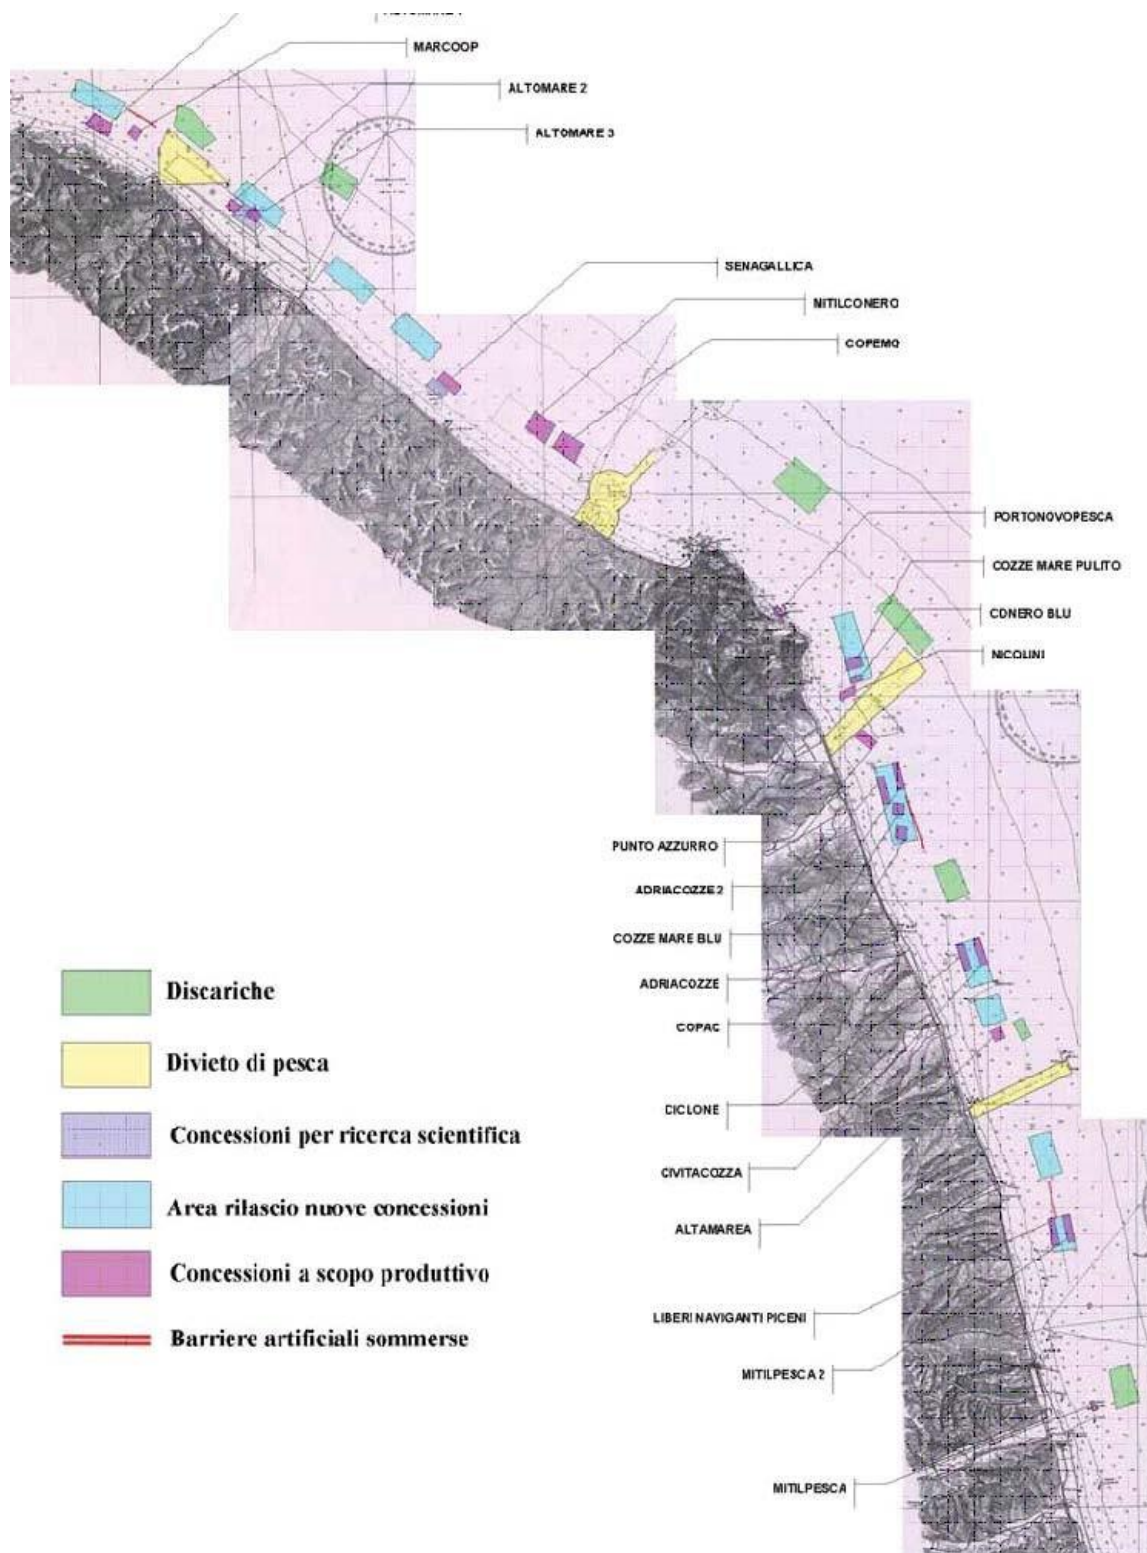 MARCOOP
ALTOMARE 2
ALTOMARE 3
SENAGALLICA
NITILCONERO
COPEMO
PORTONOVOPESCA
COZZE MARE PULITO
CONERO BLU
NICOLINI
PUNTO AZZURRO
ADRIACOZZE 2
COZZE MARE BLU
ADRIACOZZE
COPAC
CICLONE
CIVITACOZZA
ALTAMAREA
LIBERI NAVIGANTI PICENI
MITILPESCA 2
MITILPESCA
Discariche
Divieto di pesca
Concessioni per ricerca scientifica
Area rilascio nuove concessioni
Concessioni a scopo produttivo
Barriere artificiali sommerse